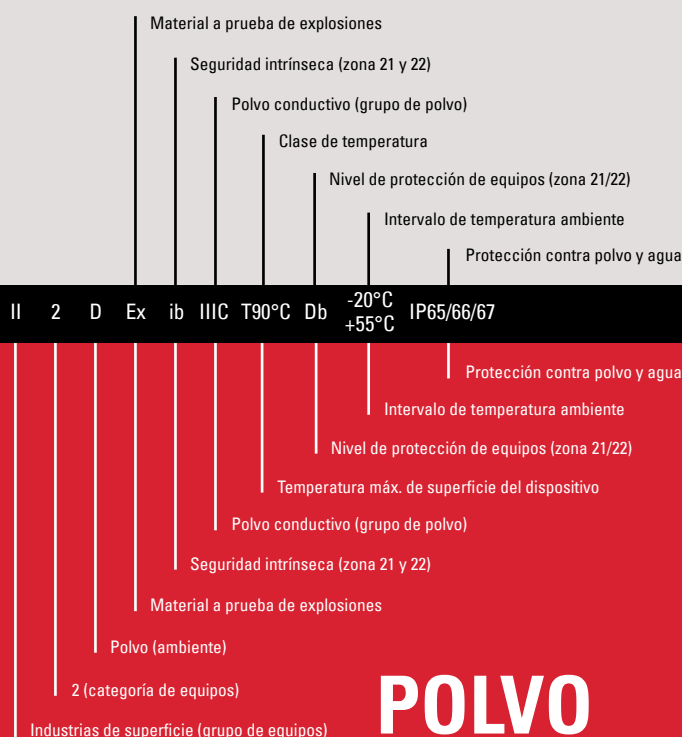 Material a prueba de explosiones
Seguridad intrínseca (zona 21 y 22)
Polvo conductivo (grupo de polvo)
Clase de temperatura
Nivel de protección de equipos (zona 21/22)
Intervalo de temperatura ambiente
Protección contra polvo y agua
II 2 D Ex ib IIIC T90°C Db -20°C +55°C IP65/66/67
Protección contra polvo y agua
Intervalo de temperatura ambiente
Nivel de protección de equipos (zona 21/22)
Temperatura máx. de superficie del dispositivo
Polvo conductivo (grupo de polvo)
Seguridad intrínseca (zona 21 y 22)
Material a prueba de explosiones
Polvo (ambiente)
2 (categoría de equipos)
Industrias de superficie (grupo de equipos)
POLVO